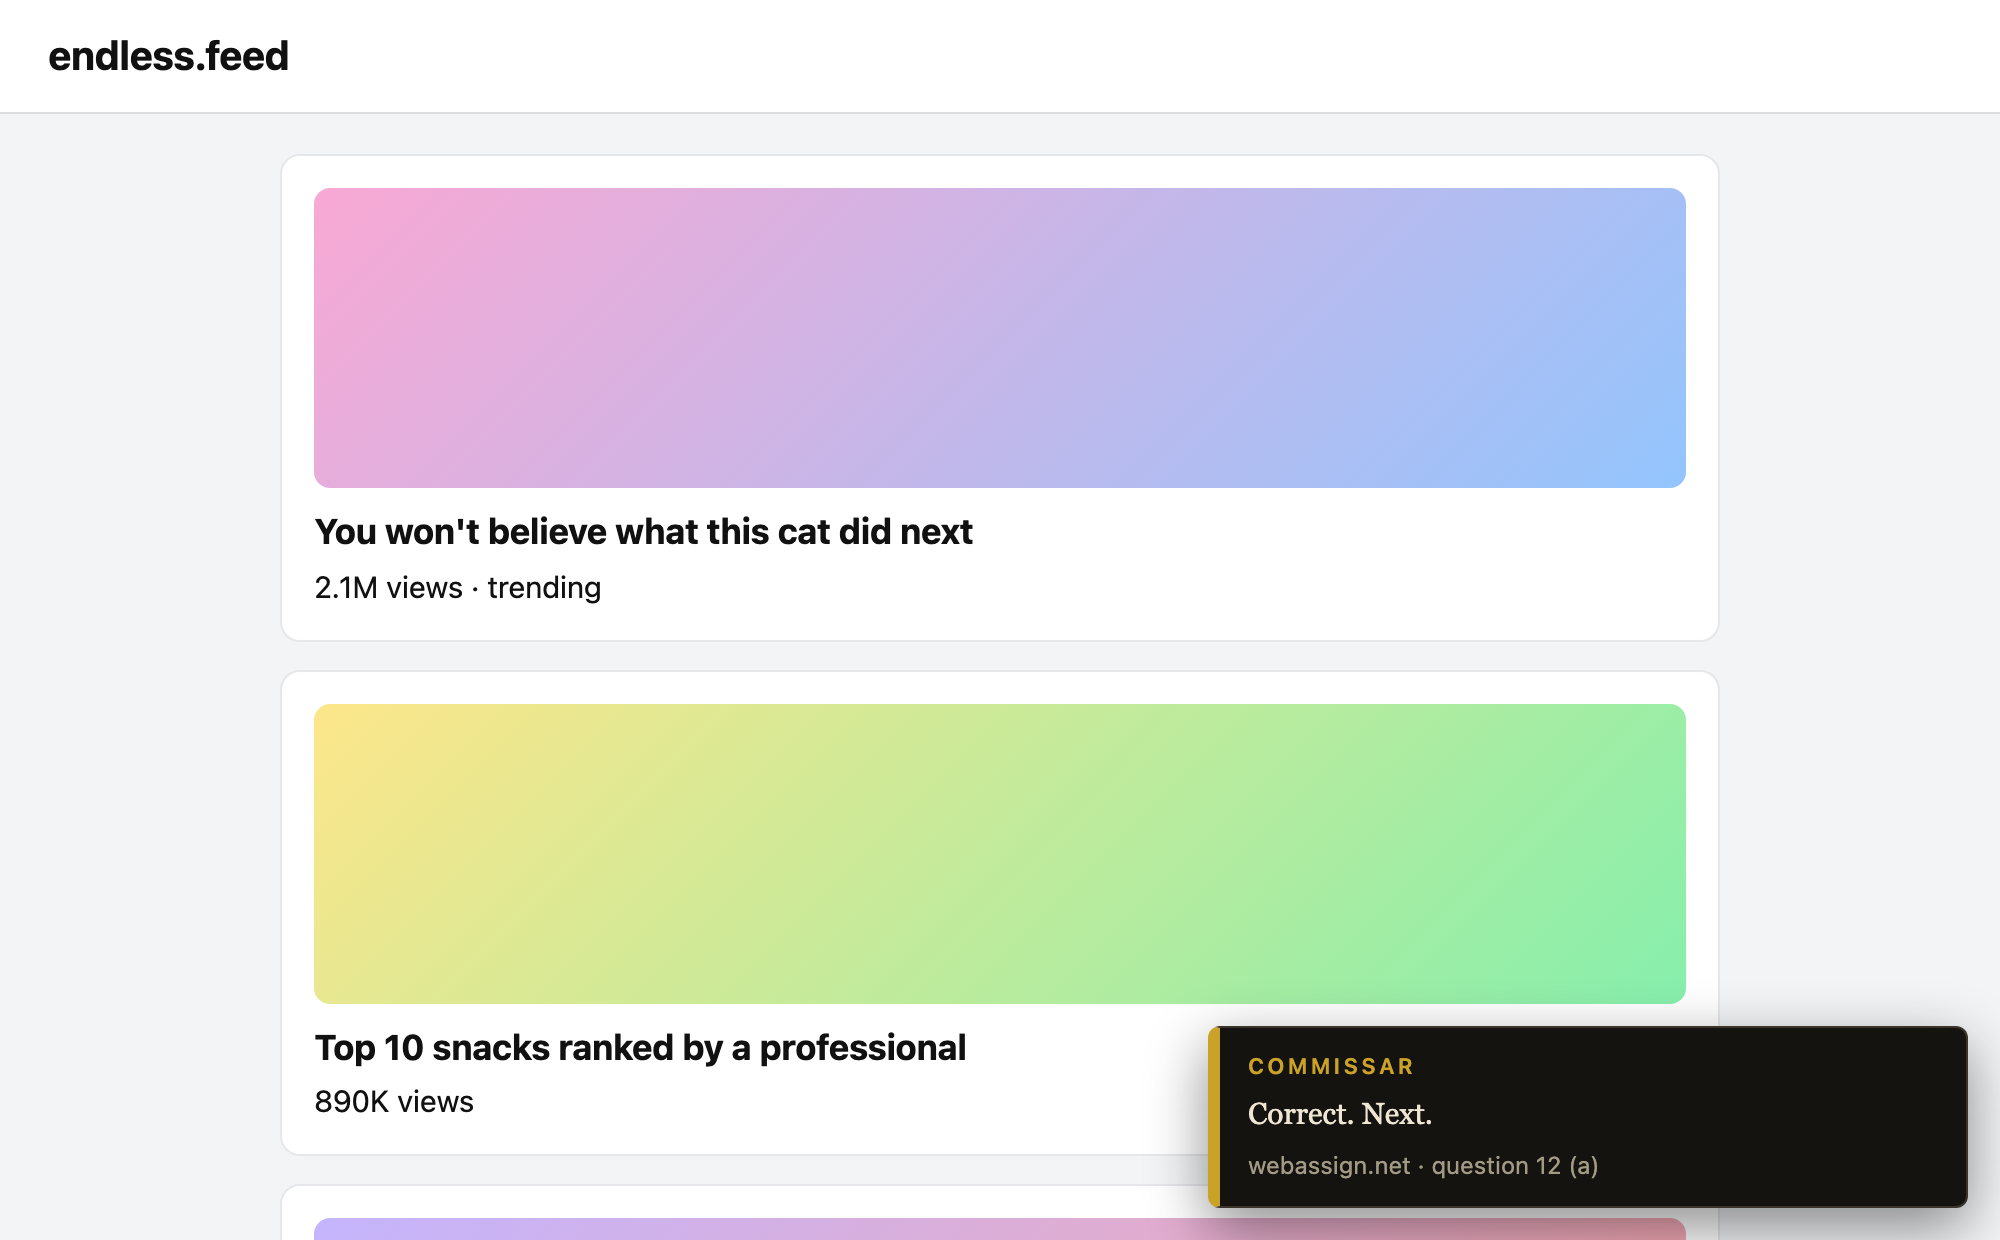 endless.feed
You won't believe what this cat did next
2.1M views · trending
Top 10 snacks ranked by a professional
890K views
COMMISSAR
Correct. Next.
webassign.net · question 12 (a)